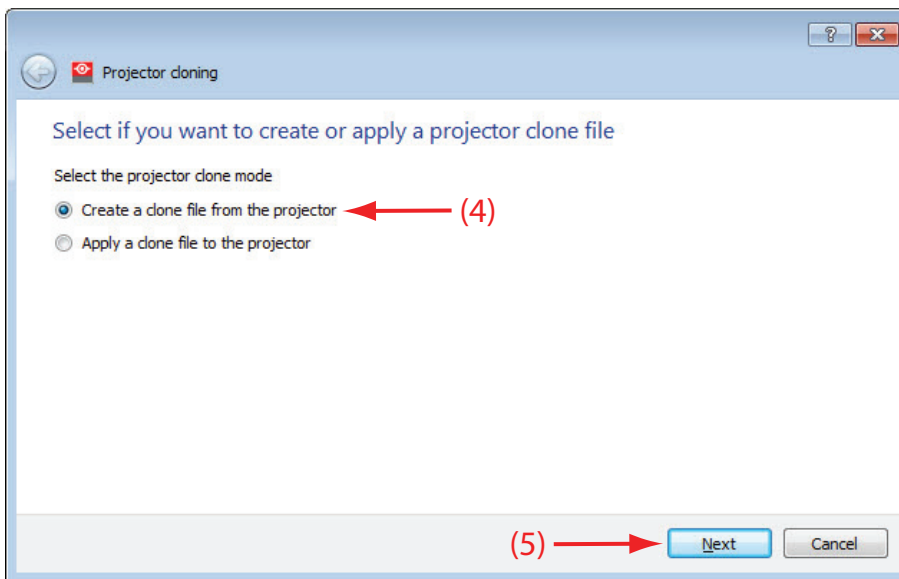 ?
Projector cloning
Select if you want to create or apply a projector clone file
Select the projector clone mode
Create a clone file from the projector (4)
Apply a clone file to the projector
(5) Next Cancel